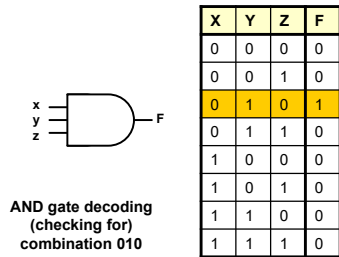 X Y Z F
0 0 0 0
0 0 1 0
0 1 0 1
0 1 1 0
1 0 0 0
1 0 1 0
1 1 0 0
1 1 1 0
x
y
z
F
AND gate decoding
(checking for)
combination 010